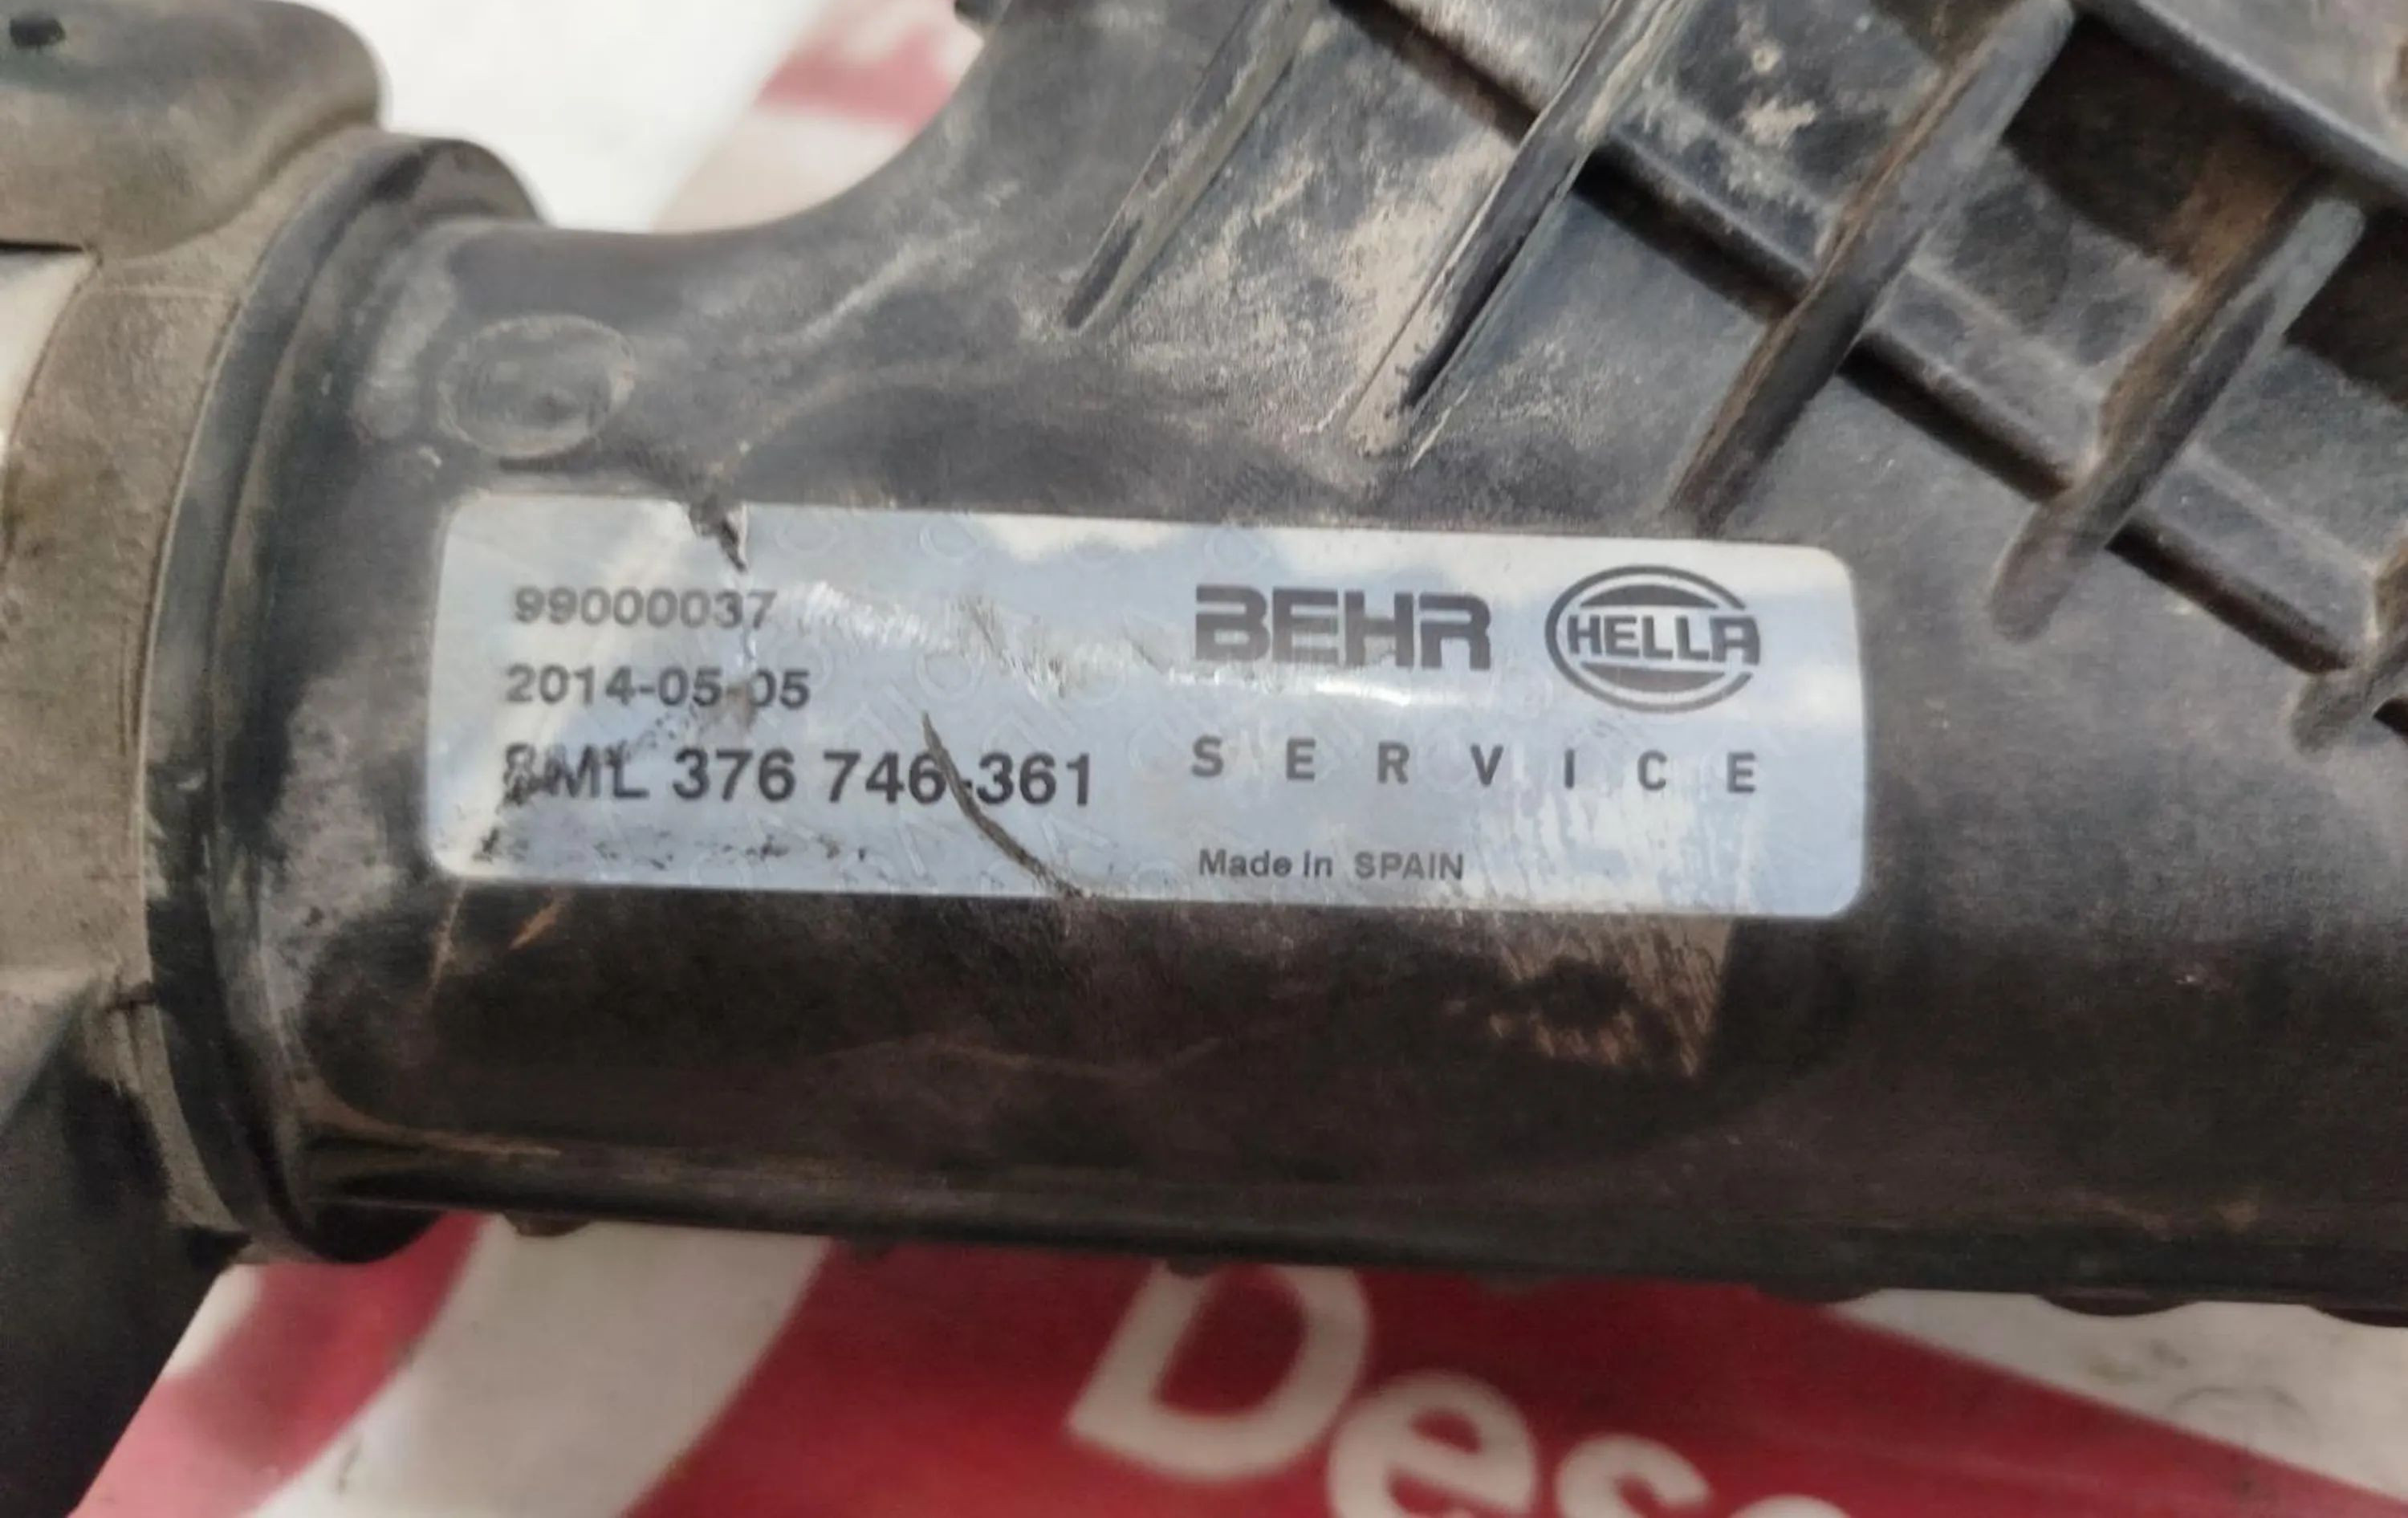 99000037
2014-05-05
8ML 376 746-361
BEHR HELLA
SERVICE
Made in SPAIN